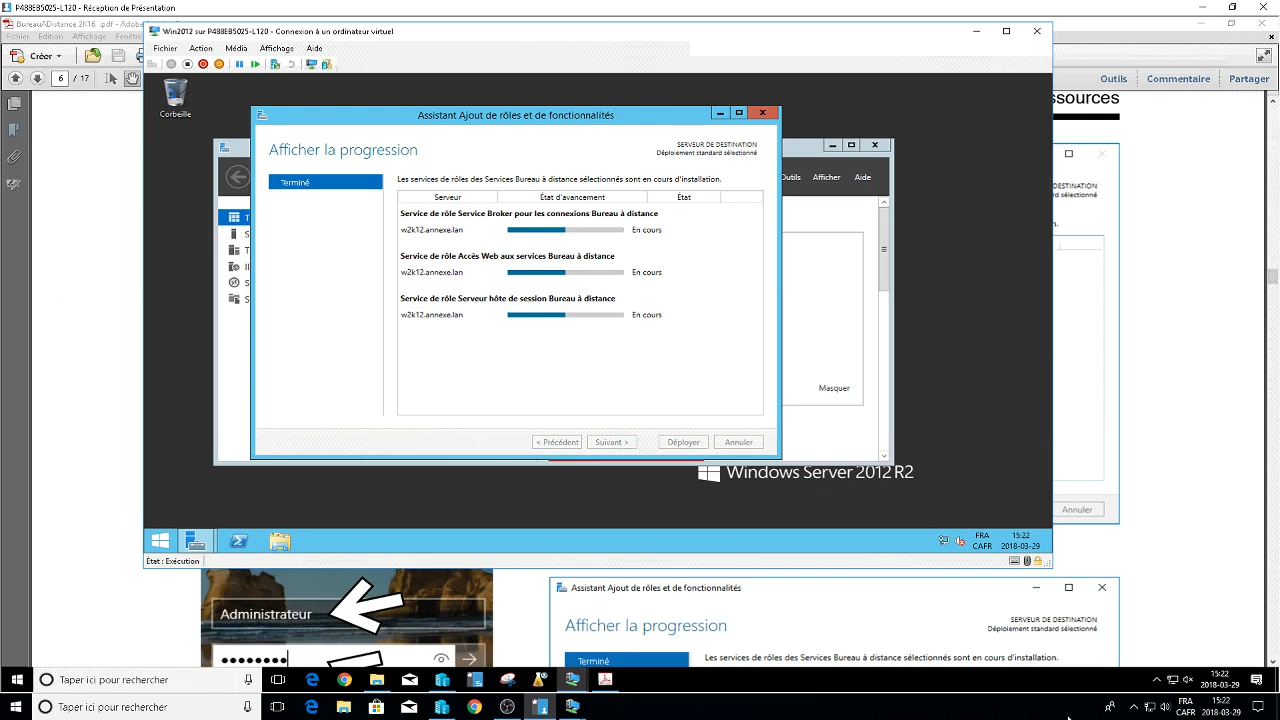 P488EB5025-L120 - Réception de Présentation
BureauADistance 2K16 .pdf - Adob
Fichier Edition Affichage Fenê
Créer
6 / 17
Outils Commentaire Partager
ssources
Win2012 sur P488EB5025-L120 - Connexion à un ordinateur virtuel
Fichier Action Média Affichage Aide
Corbeille
Assistant Ajout de rôles et de fonctionnalités
Afficher la progression
SERVEUR DE DESTINATION
Déploiement standard sélectionné
Terminé
Les services de rôles des Services Bureau à distance sélectionnés sont en cours d'installation.
Serveur État d'avancement État
Service de rôle Service Broker pour les connexions Bureau à distance
w2k12.annexe.lan En cours
Service de rôle Accès Web aux services Bureau à distance
w2k12.annexe.lan En cours
Service de rôle Serveur hôte de session Bureau à distance
w2k12.annexe.lan En cours
< Précédent Suivant > Déployer Annuler
utils Afficher Aide
Masquer
DESTINATION
rd sélectionné
Annuler
Windows Server 2012 R2
FRA 15:22
CAFR 2018-03-29
État : Exécution
Administrateur
Assistant Ajout de rôles et de fonctionnalités
Afficher la progression
SERVEUR DE DESTINATION
Déploiement standard sélectionné
Terminé
Les services de rôles des Services Bureau à distance sélectionnés sont en cours d'installation.
Taper ici pour rechercher
15:22
2018-03-29
Taper ici pour rechercher
FRA 15:22
CAFR 2018-03-29